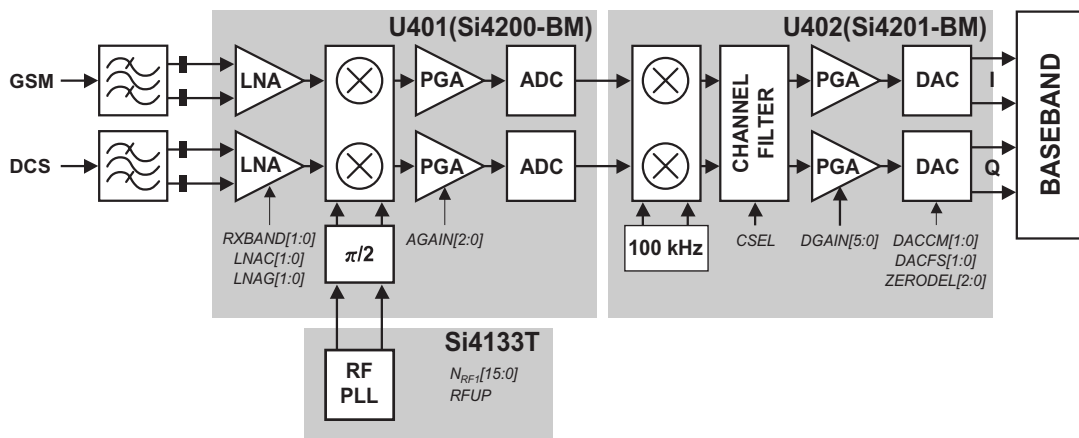 U401(Si4200-BM)
U402(Si4201-BM)
GSM
LNA
PGA
ADC
CHANNEL
FILTER
PGA
DAC
I
BASEBAND
DCS
LNA
PGA
ADC
PGA
DAC
Q
RXBAND[1:0]
LNAC[1:0]
LNAG[1:0]
π/2
AGAIN[2:0]
100 kHz
CSEL
DGAIN[5:0]
DACCM[1:0]
DACFS[1:0]
ZERODEL[2:0]
Si4133T
RF
PLL
NRF1[15:0]
RFUP